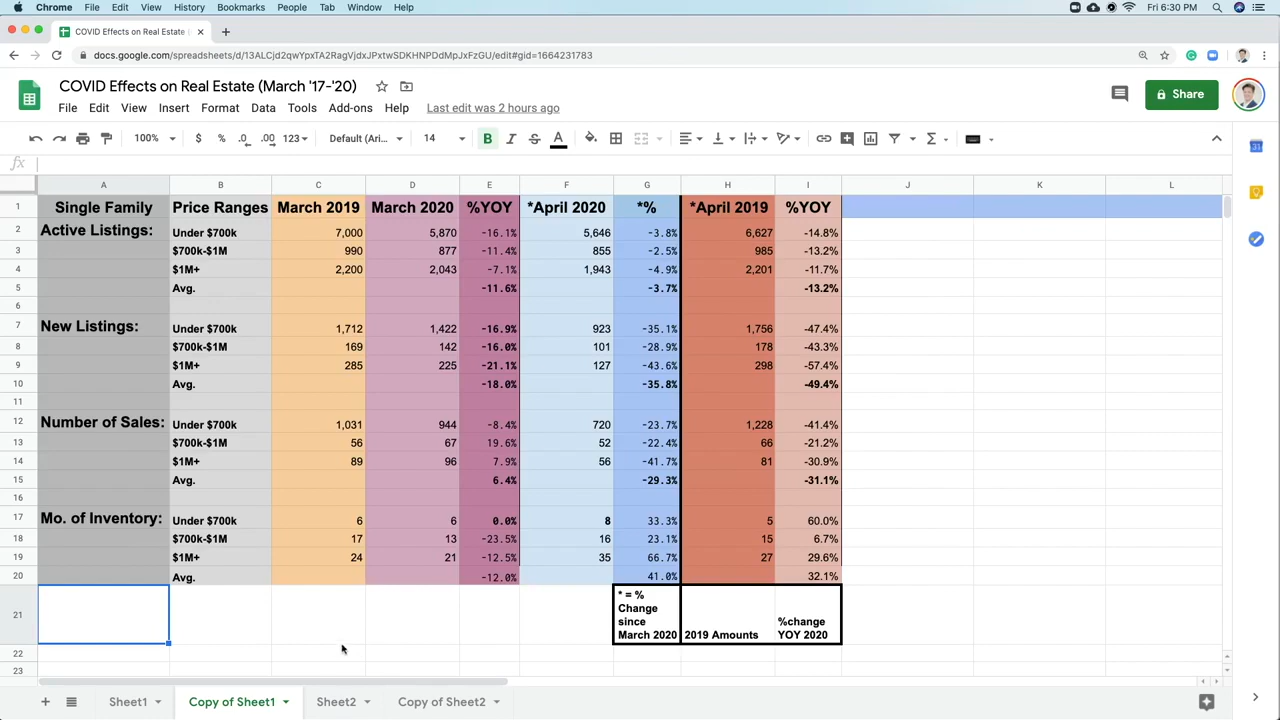 Chrome File Edit View History Bookmarks People Tab Window Help Fri 6:30 PM
COVID Effects on Real Estate (
docs.google.com/spreadsheets/d/13ALCjd2qwYpxTA2RagVjdxJPxtwSDKHNPDdMpJxFzGU/edit#gid=1664231783
COVID Effects on Real Estate (March '17-'20)
File Edit View Insert Format Data Tools Add-ons Help Last edit was 2 hours ago
Share
100% $ % .0 .00 123 Default (Ari... 14 B I S A
fx
A B C D E F G H I J K L
1 Single Family Price Ranges March 2019 March 2020 %YOY *April 2020 *% *April 2019 %YOY
2 Active Listings: Under $700k 7,000 5,870 -16.1% 5,646 -3.8% 6,627 -14.8%
3 $700k-$1M 990 877 -11.4% 855 -2.5% 985 -13.2%
4 $1M+ 2,200 2,043 -7.1% 1,943 -4.9% 2,201 -11.7%
5 Avg. -11.6% -3.7% -13.2%
6
7 New Listings: Under $700k 1,712 1,422 -16.9% 923 -35.1% 1,756 -47.4%
8 $700k-$1M 169 142 -16.0% 101 -28.9% 178 -43.3%
9 $1M+ 285 225 -21.1% 127 -43.6% 298 -57.4%
10 Avg. -18.0% -35.8% -49.4%
11
12 Number of Sales: Under $700k 1,031 944 -8.4% 720 -23.7% 1,228 -41.4%
13 $700k-$1M 56 67 19.6% 52 -22.4% 66 -21.2%
14 $1M+ 89 96 7.9% 56 -41.7% 81 -30.9%
15 Avg. 6.4% -29.3% -31.1%
16
17 Mo. of Inventory: Under $700k 6 6 0.0% 8 33.3% 5 60.0%
18 $700k-$1M 17 13 -23.5% 16 23.1% 15 6.7%
19 $1M+ 24 21 -12.5% 35 66.7% 27 29.6%
20 Avg. -12.0% 41.0% 32.1%
21
* = %
Change
since
March 2020
2019 Amounts
%change
YOY 2020
22
23
Sheet1 Copy of Sheet1 Sheet2 Copy of Sheet2